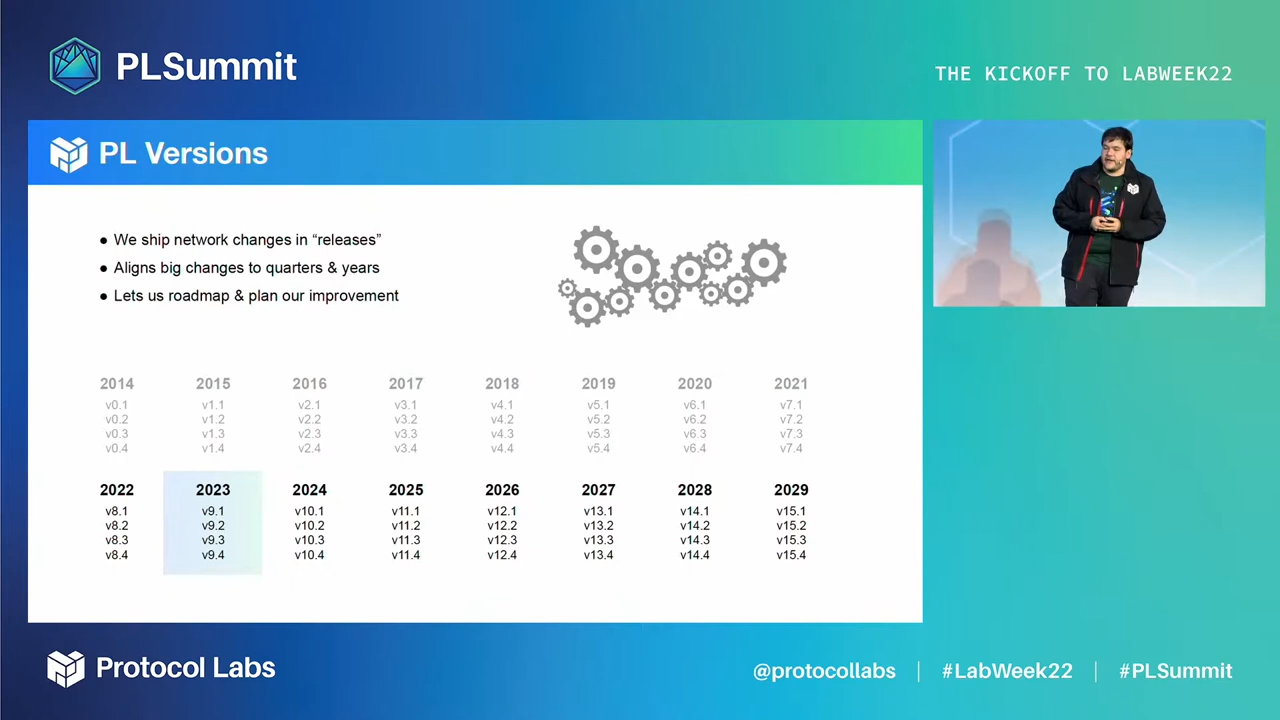 PLSummit
THE KICKOFF TO LABWEEK22
PL Versions
● We ship network changes in “releases”
● Aligns big changes to quarters & years
● Lets us roadmap & plan our improvement
2014 2015 2016 2017 2018 2019 2020 2021
v0.1 v1.1 v2.1 v3.1 v4.1 v5.1 v6.1 v7.1
v0.2 v1.2 v2.2 v3.2 v4.2 v5.2 v6.2 v7.2
v0.3 v1.3 v2.3 v3.3 v4.3 v5.3 v6.3 v7.3
v0.4 v1.4 v2.4 v3.4 v4.4 v5.4 v6.4 v7.4
2022 2023 2024 2025 2026 2027 2028 2029
v8.1 v9.1 v10.1 v11.1 v12.1 v13.1 v14.1 v15.1
v8.2 v9.2 v10.2 v11.2 v12.2 v13.2 v14.2 v15.2
v8.3 v9.3 v10.3 v11.3 v12.3 v13.3 v14.3 v15.3
v8.4 v9.4 v10.4 v11.4 v12.4 v13.4 v14.4 v15.4
Protocol Labs
@protocollabs | #LabWeek22 | #PLSummit